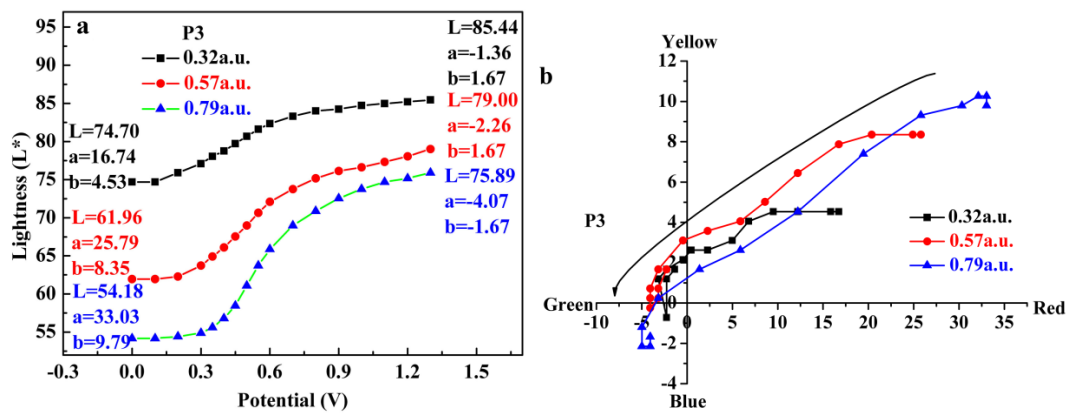 a
P3
0.32a.u.
0.57a.u.
0.79a.u.
L=85.44
a=-1.36
b=1.67
L=79.00
a=-2.26
b=1.67
L=75.89
a=-4.07
b=-1.67
L=74.70
a=16.74
b=4.53
L=61.96
a=25.79
b=8.35
L=54.18
a=33.03
b=9.79
Lightness (L*)
95
90
85
80
75
70
65
60
55
-0.3 0.0 0.3 0.6 0.9 1.2 1.5
Potential (V)
b
Yellow
12
10
8
6
4
2
0
-2
-4
P3
0.32a.u.
0.57a.u.
0.79a.u.
Green
Red
-10 -5 0 5 10 15 20 25 30 35
Blue